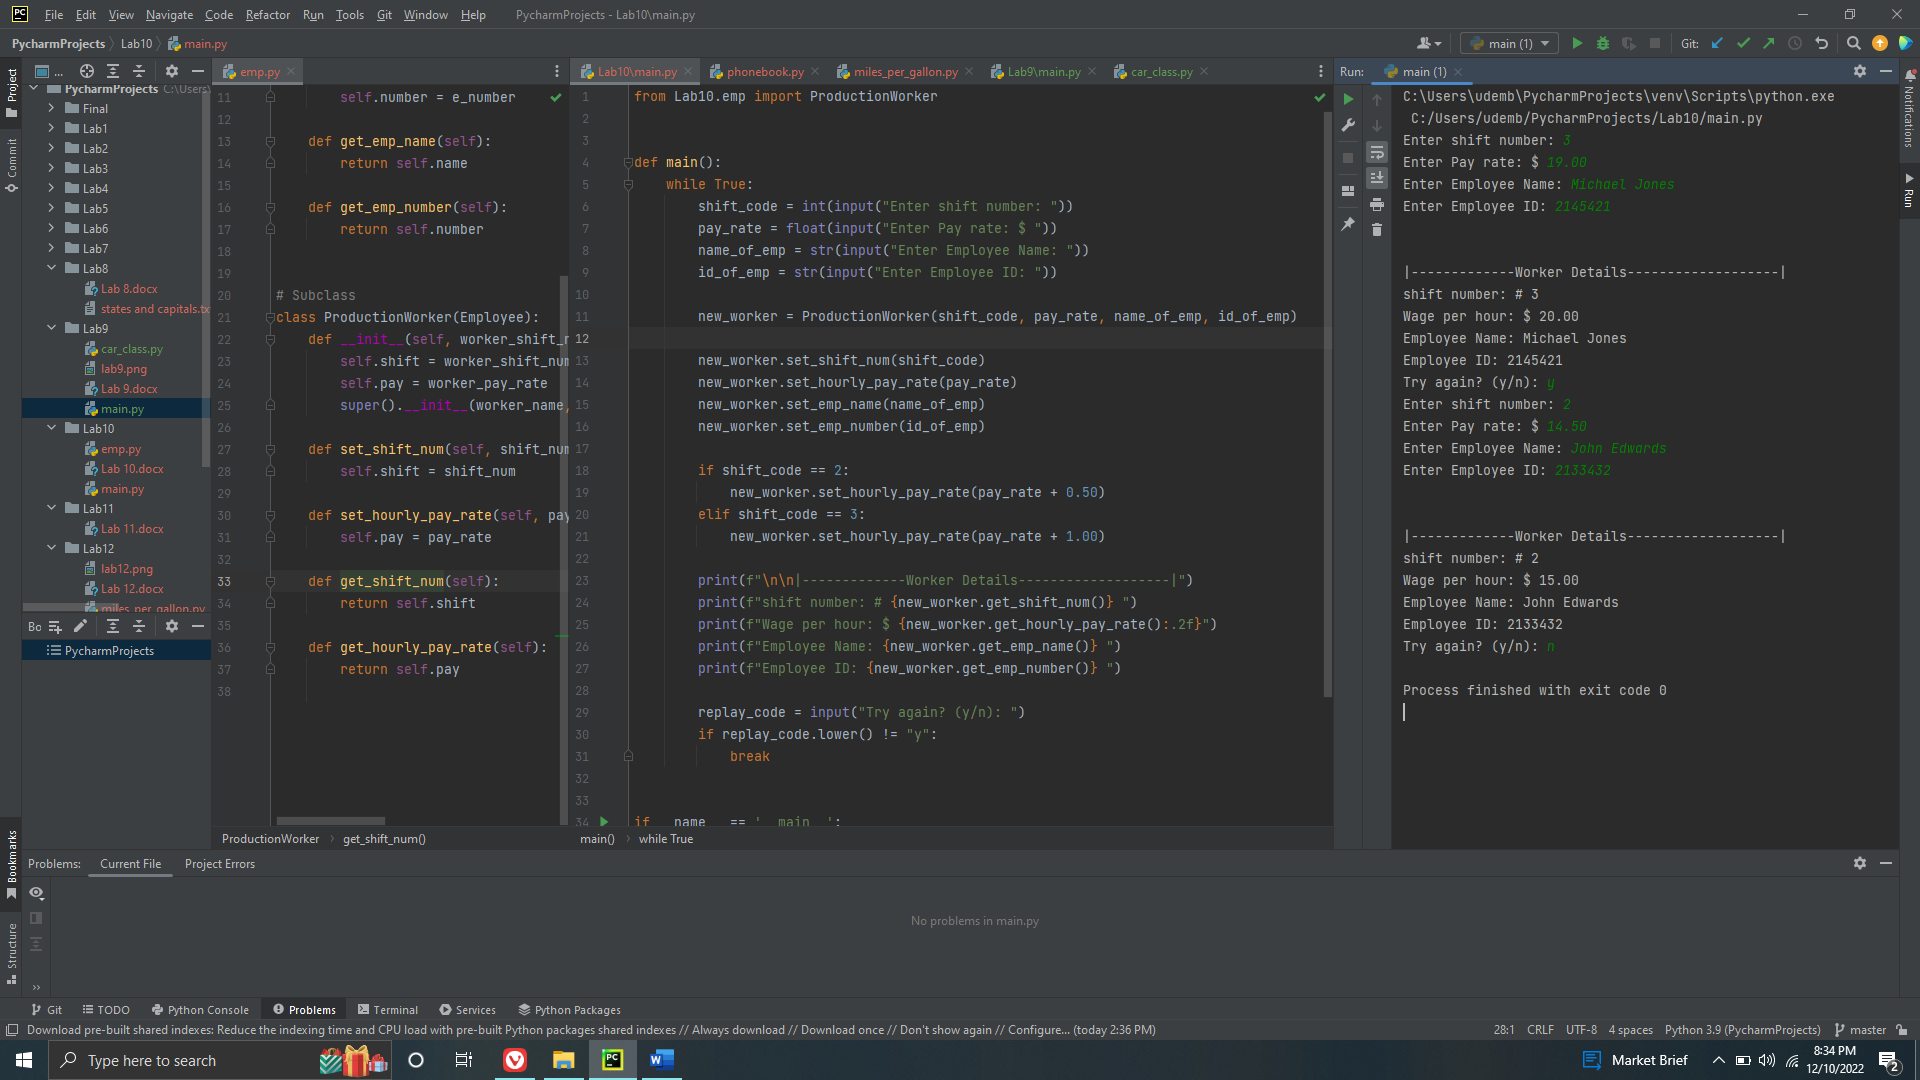 File Edit View Navigate Code Refactor Run Tools Git Window Help PycharmProjects - Lab10\main.py
PycharmProjects Lab10 main.py
main (1) Git:
Project
Commit
Bookmarks
Structure
...
PycharmProjects C:\Users\
Final
Lab1
Lab2
Lab3
Lab4
Lab5
Lab6
Lab7
Lab8
Lab 8.docx
states and capitals.tx
Lab9
car_class.py
lab9.png
Lab 9.docx
main.py
Lab10
emp.py
Lab 10.docx
main.py
Lab11
Lab 11.docx
Lab12
lab12.png
Lab 12.docx
miles_per_gallon.py
Bo
PycharmProjects
emp.py
11 self.number = e_number
12
13 def get_emp_name(self):
14 return self.name
15
16 def get_emp_number(self):
17 return self.number
18
19
20 # Subclass
21 class ProductionWorker(Employee):
22 def __init__(self, worker_shift_n
23 self.shift = worker_shift_num
24 self.pay = worker_pay_rate
25 super().__init__(worker_name,
26
27 def set_shift_num(self, shift_num
28 self.shift = shift_num
29
30 def set_hourly_pay_rate(self, pay
31 self.pay = pay_rate
32
33 def get_shift_num(self):
34 return self.shift
35
36 def get_hourly_pay_rate(self):
37 return self.pay
38
ProductionWorker get_shift_num()
Lab10\main.py phonebook.py miles_per_gallon.py Lab9\main.py car_class.py
1 from Lab10.emp import ProductionWorker
2
3
4 def main():
5 while True:
6 shift_code = int(input("Enter shift number: "))
7 pay_rate = float(input("Enter Pay rate: $ "))
8 name_of_emp = str(input("Enter Employee Name: "))
9 id_of_emp = str(input("Enter Employee ID: "))
10
11 new_worker = ProductionWorker(shift_code, pay_rate, name_of_emp, id_of_emp)
12
13 new_worker.set_shift_num(shift_code)
14 new_worker.set_hourly_pay_rate(pay_rate)
15 new_worker.set_emp_name(name_of_emp)
16 new_worker.set_emp_number(id_of_emp)
17
18 if shift_code == 2:
19 new_worker.set_hourly_pay_rate(pay_rate + 0.50)
20 elif shift_code == 3:
21 new_worker.set_hourly_pay_rate(pay_rate + 1.00)
22
23 print(f"\n\n|-------------Worker Details-------------------|")
24 print(f"shift number: # {new_worker.get_shift_num()} ")
25 print(f"Wage per hour: $ {new_worker.get_hourly_pay_rate():.2f}")
26 print(f"Employee Name: {new_worker.get_emp_name()} ")
27 print(f"Employee ID: {new_worker.get_emp_number()} ")
28
29 replay_code = input("Try again? (y/n): ")
30 if replay_code.lower() != "y":
31 break
32
33
34 if __name__ == '__main__':
main() while True
Run: main (1)
C:\Users\udemb\PycharmProjects\venv\Scripts\python.exe
C:/Users/udemb/PycharmProjects/Lab10/main.py
Enter shift number: 3
Enter Pay rate: $ 19.00
Enter Employee Name: Michael Jones
Enter Employee ID: 2145421
|-------------Worker Details-------------------|
shift number: # 3
Wage per hour: $ 20.00
Employee Name: Michael Jones
Employee ID: 2145421
Try again? (y/n): y
Enter shift number: 2
Enter Pay rate: $ 14.50
Enter Employee Name: John Edwards
Enter Employee ID: 2133432
|-------------Worker Details-------------------|
shift number: # 2
Wage per hour: $ 15.00
Employee Name: John Edwards
Employee ID: 2133432
Try again? (y/n): n
Process finished with exit code 0
Notifications
Run
Problems: Current File Project Errors
No problems in main.py
Git TODO Python Console Problems Terminal Services Python Packages
Download pre-built shared indexes: Reduce the indexing time and CPU load with pre-built Python packages shared indexes // Always download // Download once // Don't show again // Configure... (today 2:36 PM) 28:1 CRLF UTF-8 4 spaces Python 3.9 (PycharmProjects) master
Type here to search
Market Brief
8:34 PM
12/10/2022
2